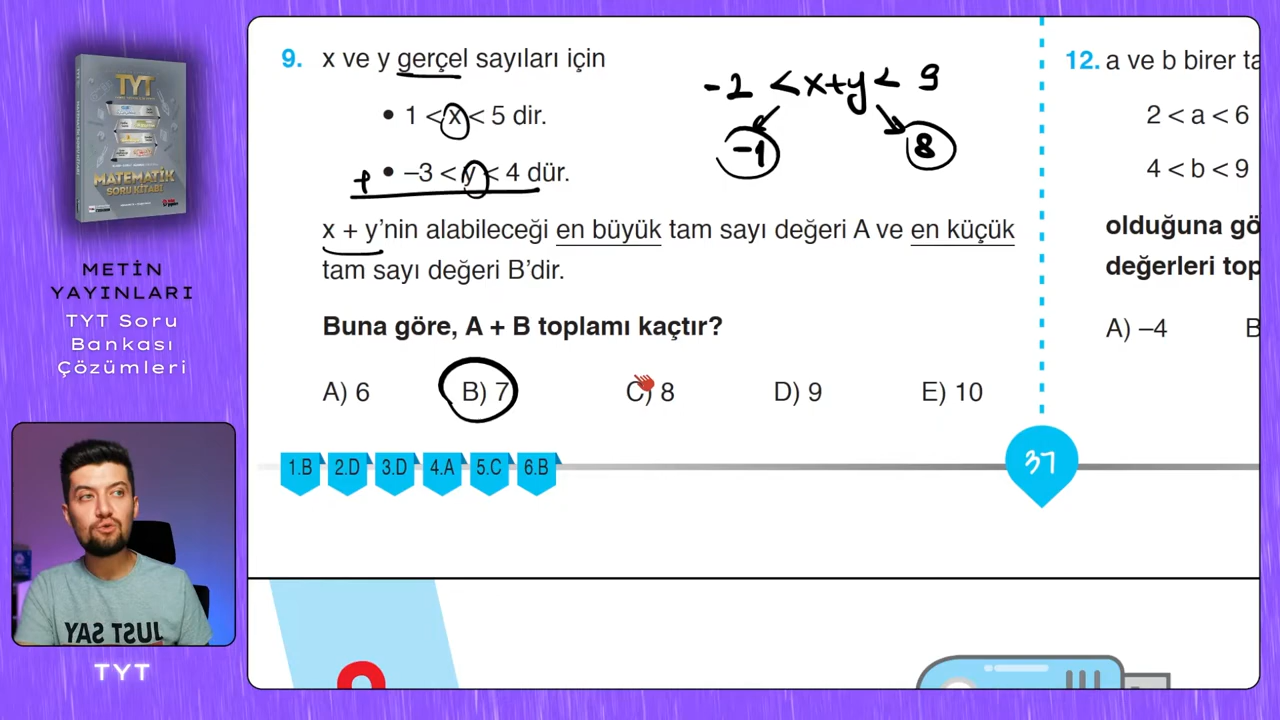 TYT
MATEMATİK
SORU KİTABI
METİN
YAYINLARI
TYT Soru
Bankası
Çözümleri
JUST SAY
TYT
9. x ve y gerçel sayıları için
• 1 < x < 5 dir.
+ • –3 < y < 4 dür.
-2 < x+y < 9
-1 8
x + y’nin alabileceği en büyük tam sayı değeri A ve en küçük
tam sayı değeri B’dir.
Buna göre, A + B toplamı kaçtır?
A) 6 B) 7 C) 8 D) 9 E) 10
1.B 2.D 3.D 4.A 5.C 6.B
37
12. a ve b birer ta
2 < a < 6
4 < b < 9
olduğuna gö
değerleri top
A) –4 B